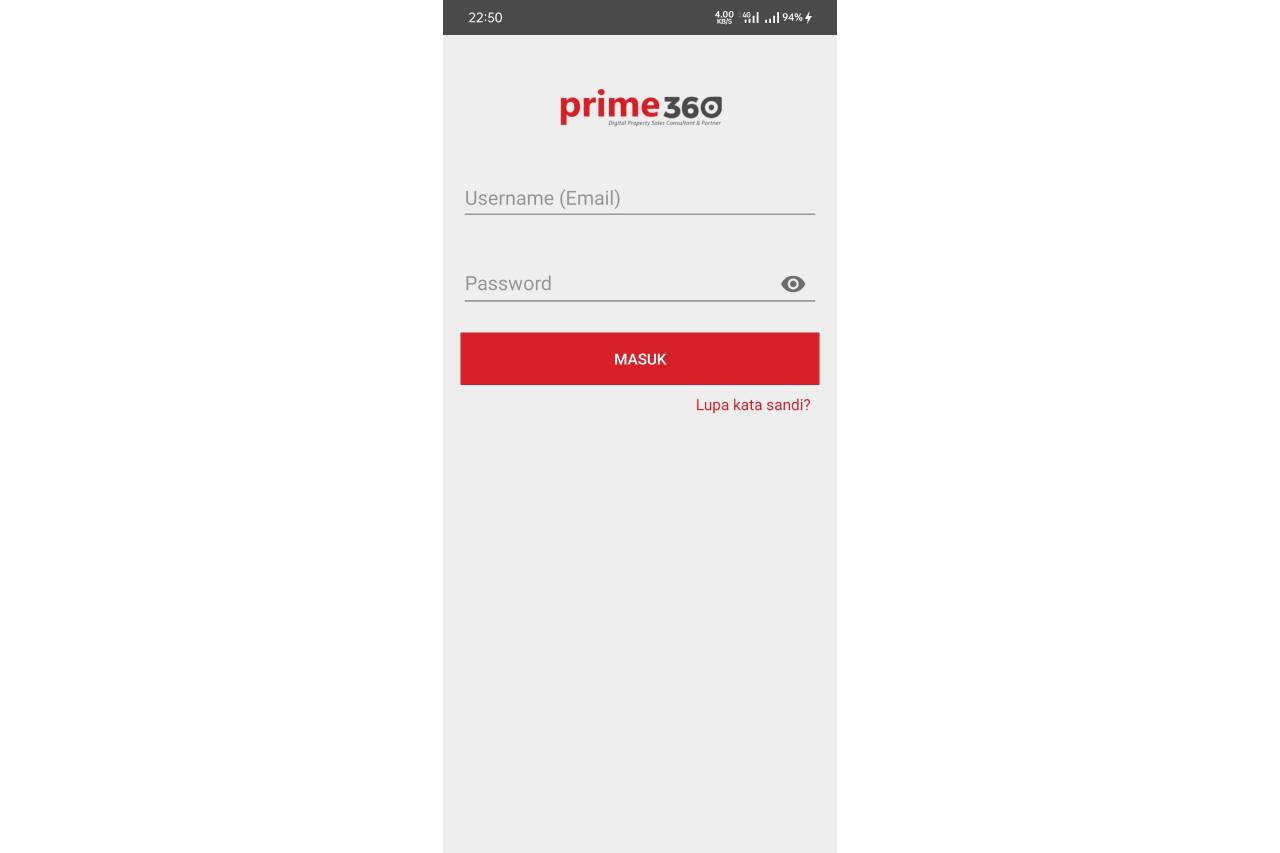 22:50
4.00 KB/S 4G 94%
prime360
Digital Property Sales Consultant & Partner
Username (Email)
Password
MASUK
Lupa kata sandi?